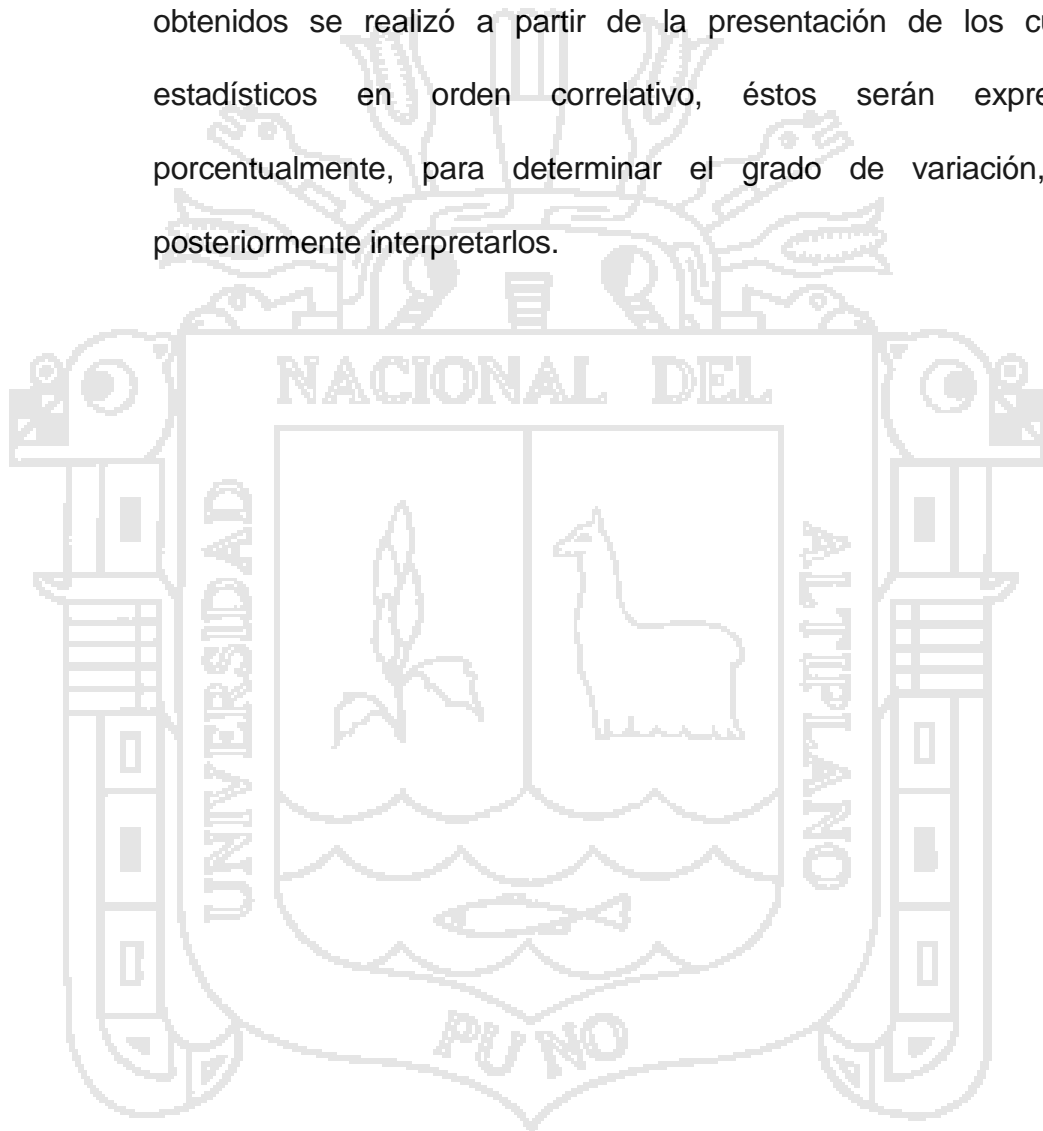 obtenidos se realizó a partir de la presentación de los
estadísticos en orden correlativo, éstos serán
porcentualmente, para determinar el grado de variación,
posteriormente interpretarlos.
NACIONAL DEL
UNIVERSIDAD
ALTIPLANO
PUNO